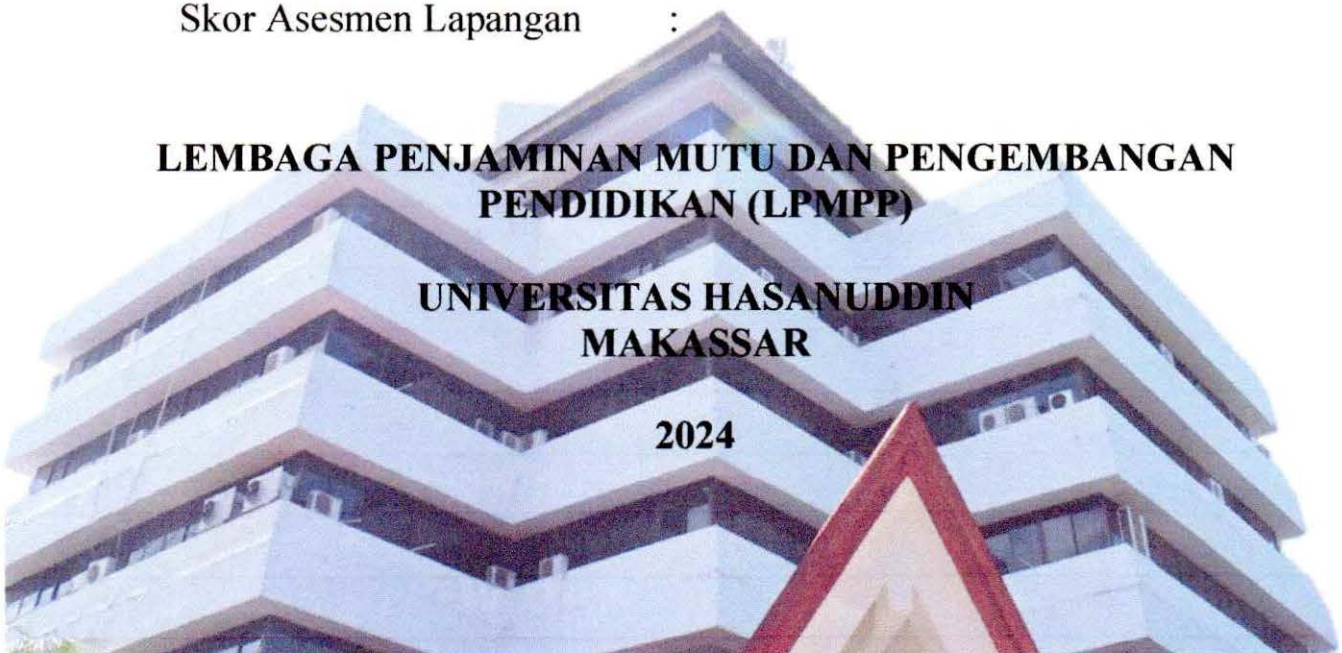 Skor Asesmen Lapangan :
LEMBAGA PENJAMINAN MUTU DAN PENGEMBANGAN
PENDIDIKAN (LPMPP)
UNIVERSITAS HASANUDDIN
MAKASSAR
2024